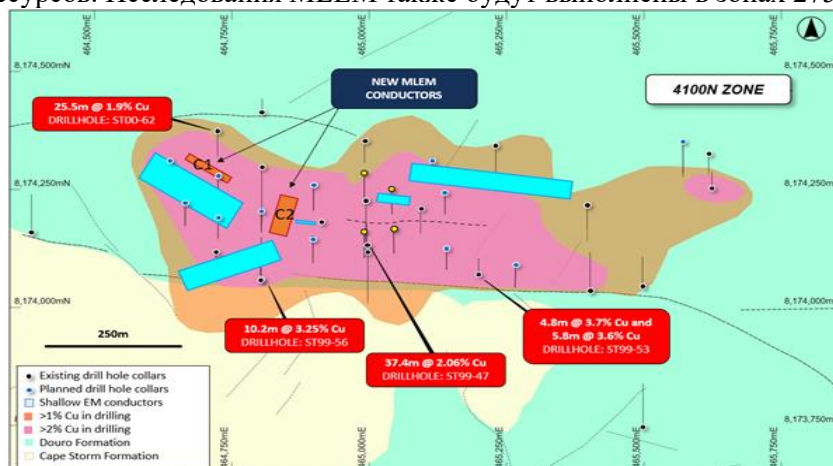 есурсов. Исследования MLEM также будут выполнены в зонах 275
464,500mE
464,750mE
465,000mE
465,250mE
465,500mE
465,750mE
8,174,500mN
NEW MLEM
CONDUCTORS
4100N ZONE
25.5m @ 1.9% Cu
DRILLHOLE: ST00-62
C1
8,174,250mN
8,174,250mN
C2
8,174,000mN
8,174,000mN
250m
10.2m @ 3.25% Cu
DRILLHOLE: ST99-56
37.4m @ 2.06% Cu
DRILLHOLE: ST99-47
4.8m @ 3.7% Cu and
5.8m @ 3.6% Cu
DRILLHOLE: ST99-53
Existing drill hole collars
Planned drill hole collars
Shallow EM conductors
>1% Cu in drilling
>2% Cu in drilling
Douro Formation
Cape Storm Formation
8,173,750mN
464,750mE
465,000mE
465,250mE
465,500mE
465,750mE